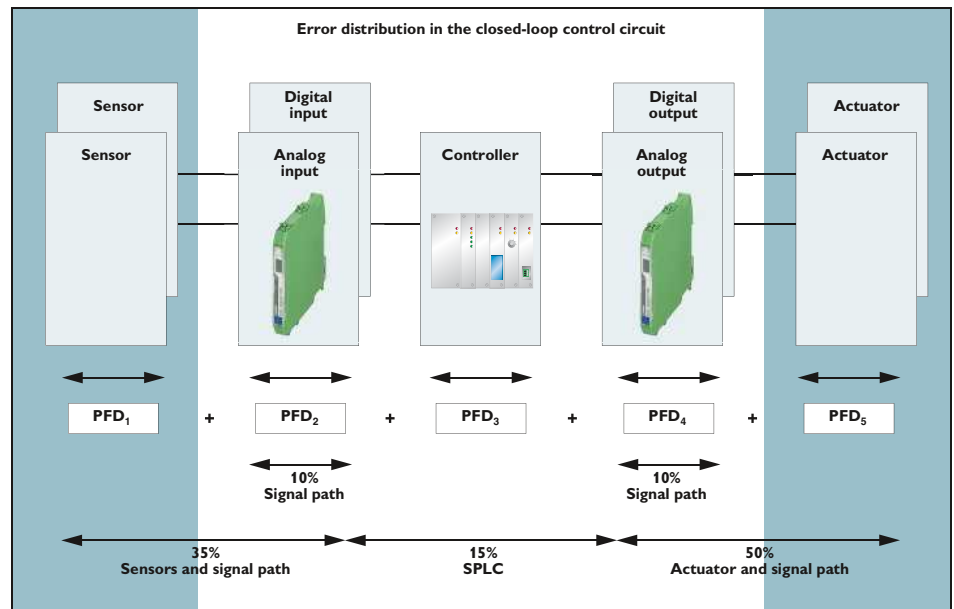 Error distribution in the closed-loop control circuit
Sensor
Digital
input
Digital
output
Actuator
Sensor
Analog
input
Controller
Analog
output
Actuator
PFD₁ + PFD₂ + PFD₃ + PFD₄ + PFD₅
10%
Signal path
10%
Signal path
35%
Sensors and signal path
15%
SPLC
50%
Actuator and signal path